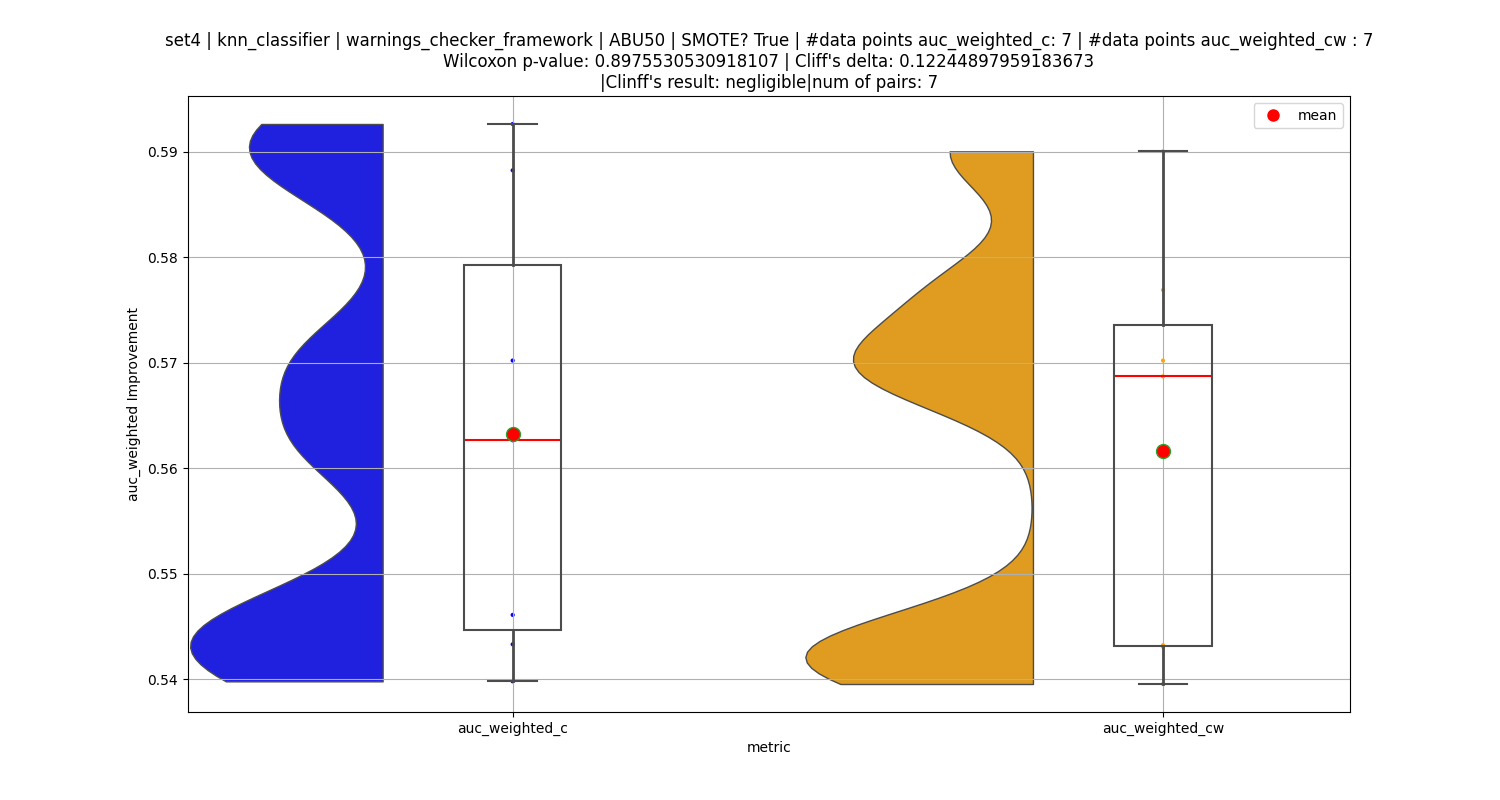 set4 | knn_classifier | warnings_checker_framework | ABU50 | SMOTE? True | #data points auc_weighted_c: 7 | #data points auc_weighted_cw : 7
Wilcoxon p-value: 0.8975530530918107 | Cliff's delta: 0.12244897959183673
|Clinff's result: negligible|num of pairs: 7
mean
0.59
0.58
0.57
0.56
0.55
0.54
auc_weighted Improvement
auc_weighted_c
auc_weighted_cw
metric